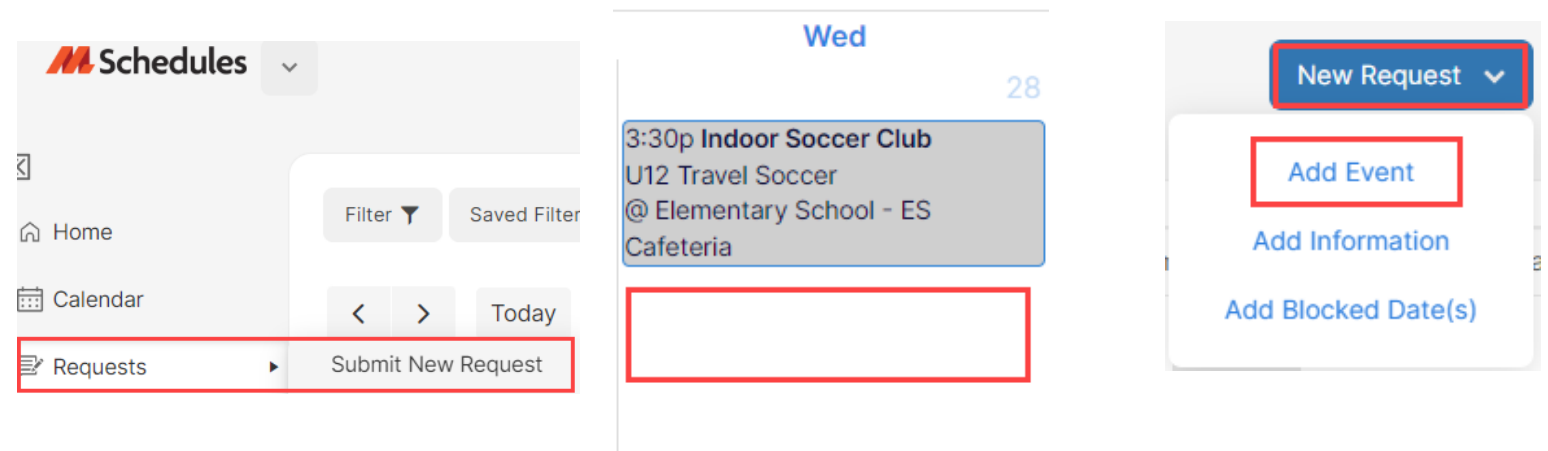 Schedules
Home
Calendar
Requests
Filter
Saved Filter
Today
Submit New Request
Wed
28
3:30p Indoor Soccer Club
U12 Travel Soccer
@ Elementary School - ES
Cafeteria
New Request
Add Event
Add Information
Add Blocked Date(s)